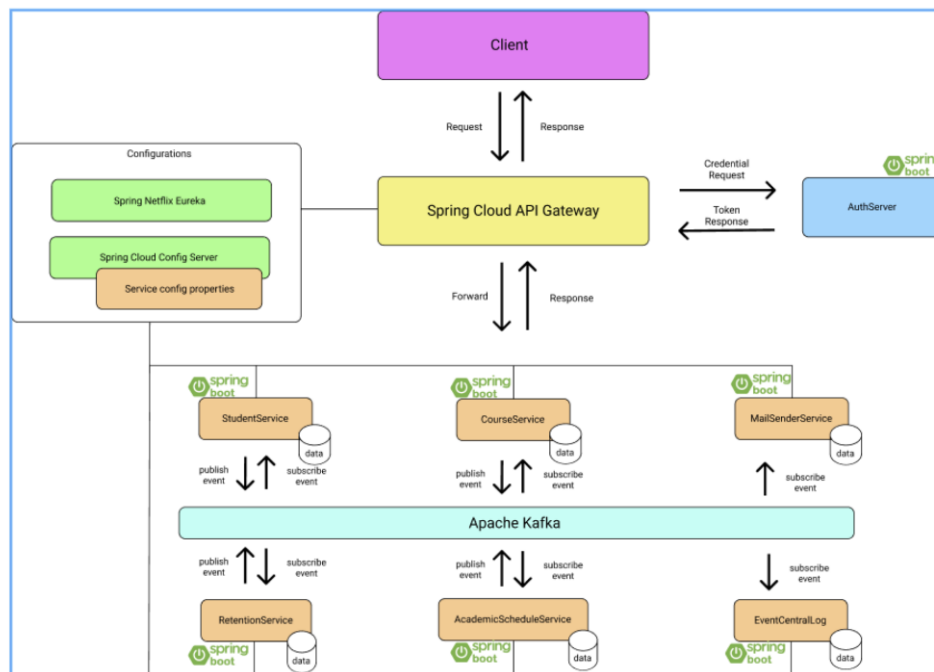 Client
Request
Response
Configurations
Spring Netflix Eureka
Spring Cloud Config Server
Service config properties
Spring Cloud API Gateway
Credential
Request
Token
Response
spring
boot
AuthServer
Forward
Response
spring
boot
StudentService
data
spring
boot
CourseService
data
spring
boot
MailSenderService
data
publish
event
subscribe
event
publish
event
subscribe
event
subscribe
event
Apache Kafka
publish
event
subscribe
event
publish
event
subscribe
event
subscribe
event
RetentionService
data
spring
boot
AcademicScheduleService
data
spring
boot
EventCentralLog
data
spring
boot